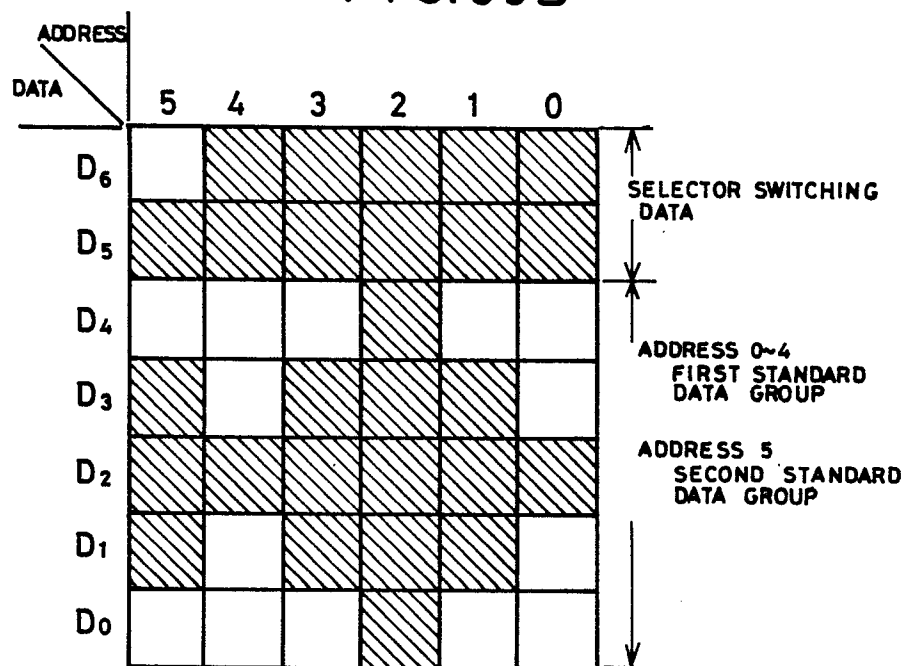 ADDRESS
DATA
5 4 3 2 1 0
D6
D5
D4
D3
D2
D1
D0
SELECTOR SWITCHING
DATA
ADDRESS 0~4
FIRST STANDARD
DATA GROUP
ADDRESS 5
SECOND STANDARD
DATA GROUP